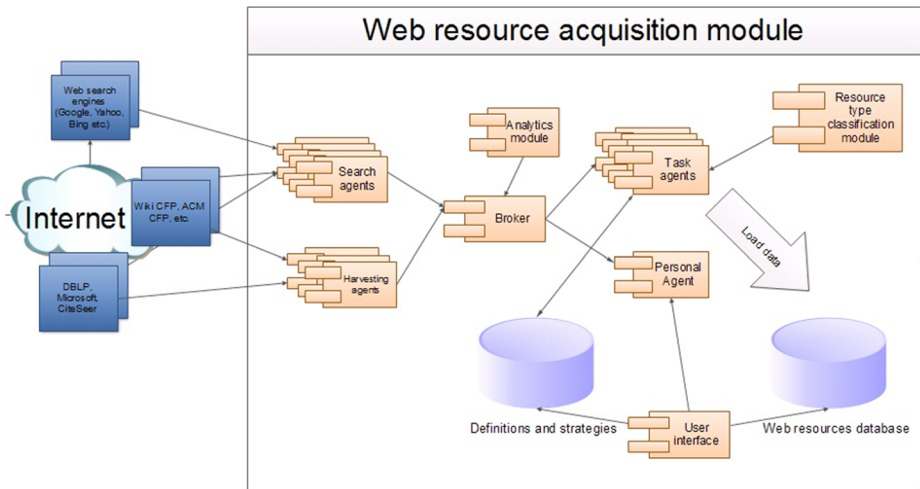 Web resource acquisition module
Web search
engines
(Google, Yahoo,
Bing etc.)
Internet
Wiki CFP, ACM
CFP, etc.
DBLP,
Microsoft,
CiteSeer
Search
agents
Harvesting
agents
Analytics
module
Broker
Task
agents
Resource
type
classification
module
Load data
Personal
Agent
Definitions and strategies
User
interface
Web resources database